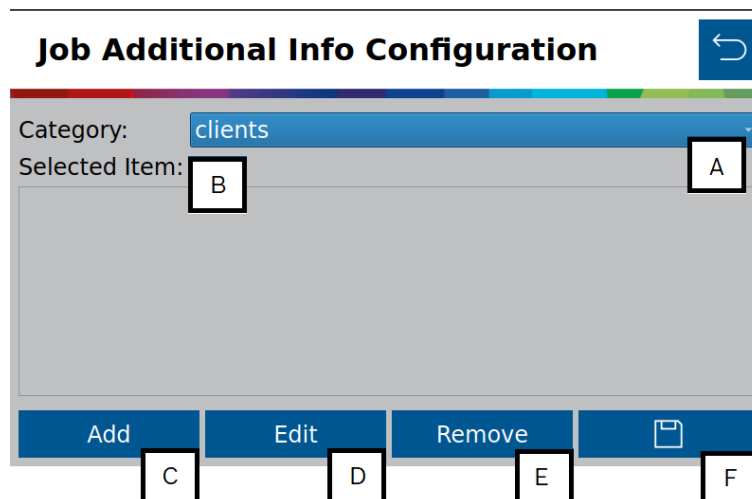 Job Additional Info Configuration
Category: clients
A
Selected Item:
B
Add Edit Remove
C D E F